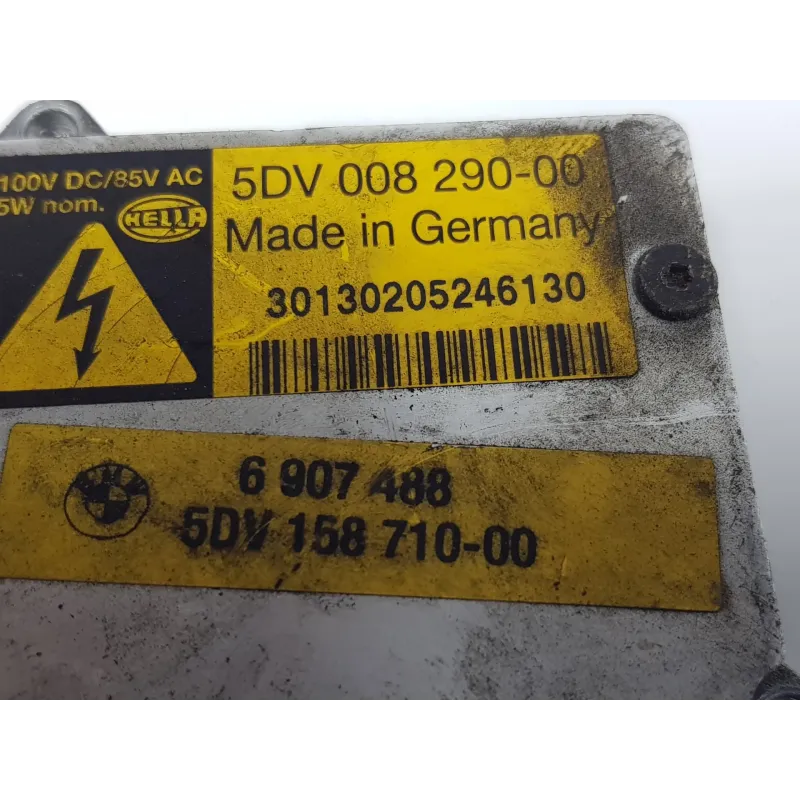 100V DC/85V AC
5W nom.
HELLA
5DV 008 290-00
Made in Germany
30130205246130
BMW
6 907 488
5DV 158 710-00